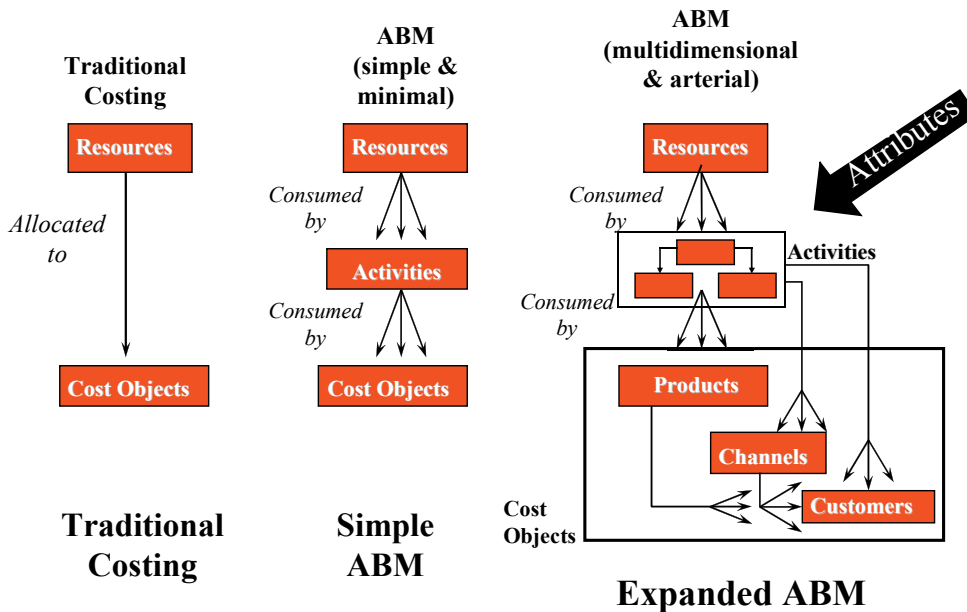 Traditional
Costing
Resources
Allocated
to
Cost Objects
Traditional
Costing
ABM
(simple &
minimal)
Resources
Consumed
by
Activities
Consumed
by
Cost Objects
Simple
ABM
ABM
(multidimensional
& arterial)
Attributes
Resources
Consumed
by
Activities
Consumed
by
Products
Channels
Customers
Cost
Objects
Expanded ABM